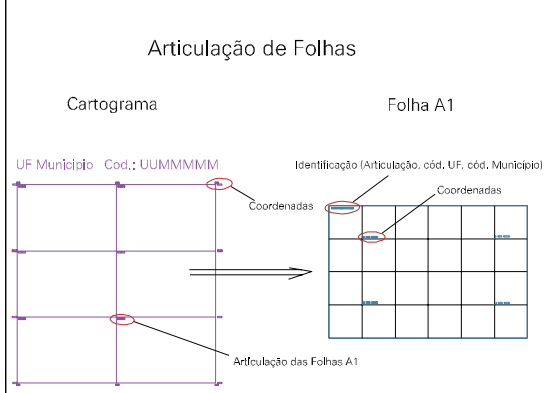 Articulação de Folhas
Cartograma
Folha A1
UF Municipio Cod.: UUMMMMM
Identificação (Articulação, cód. UF, cód. Município)
Coordenadas
Coordenadas
Articulação das Folhas A1